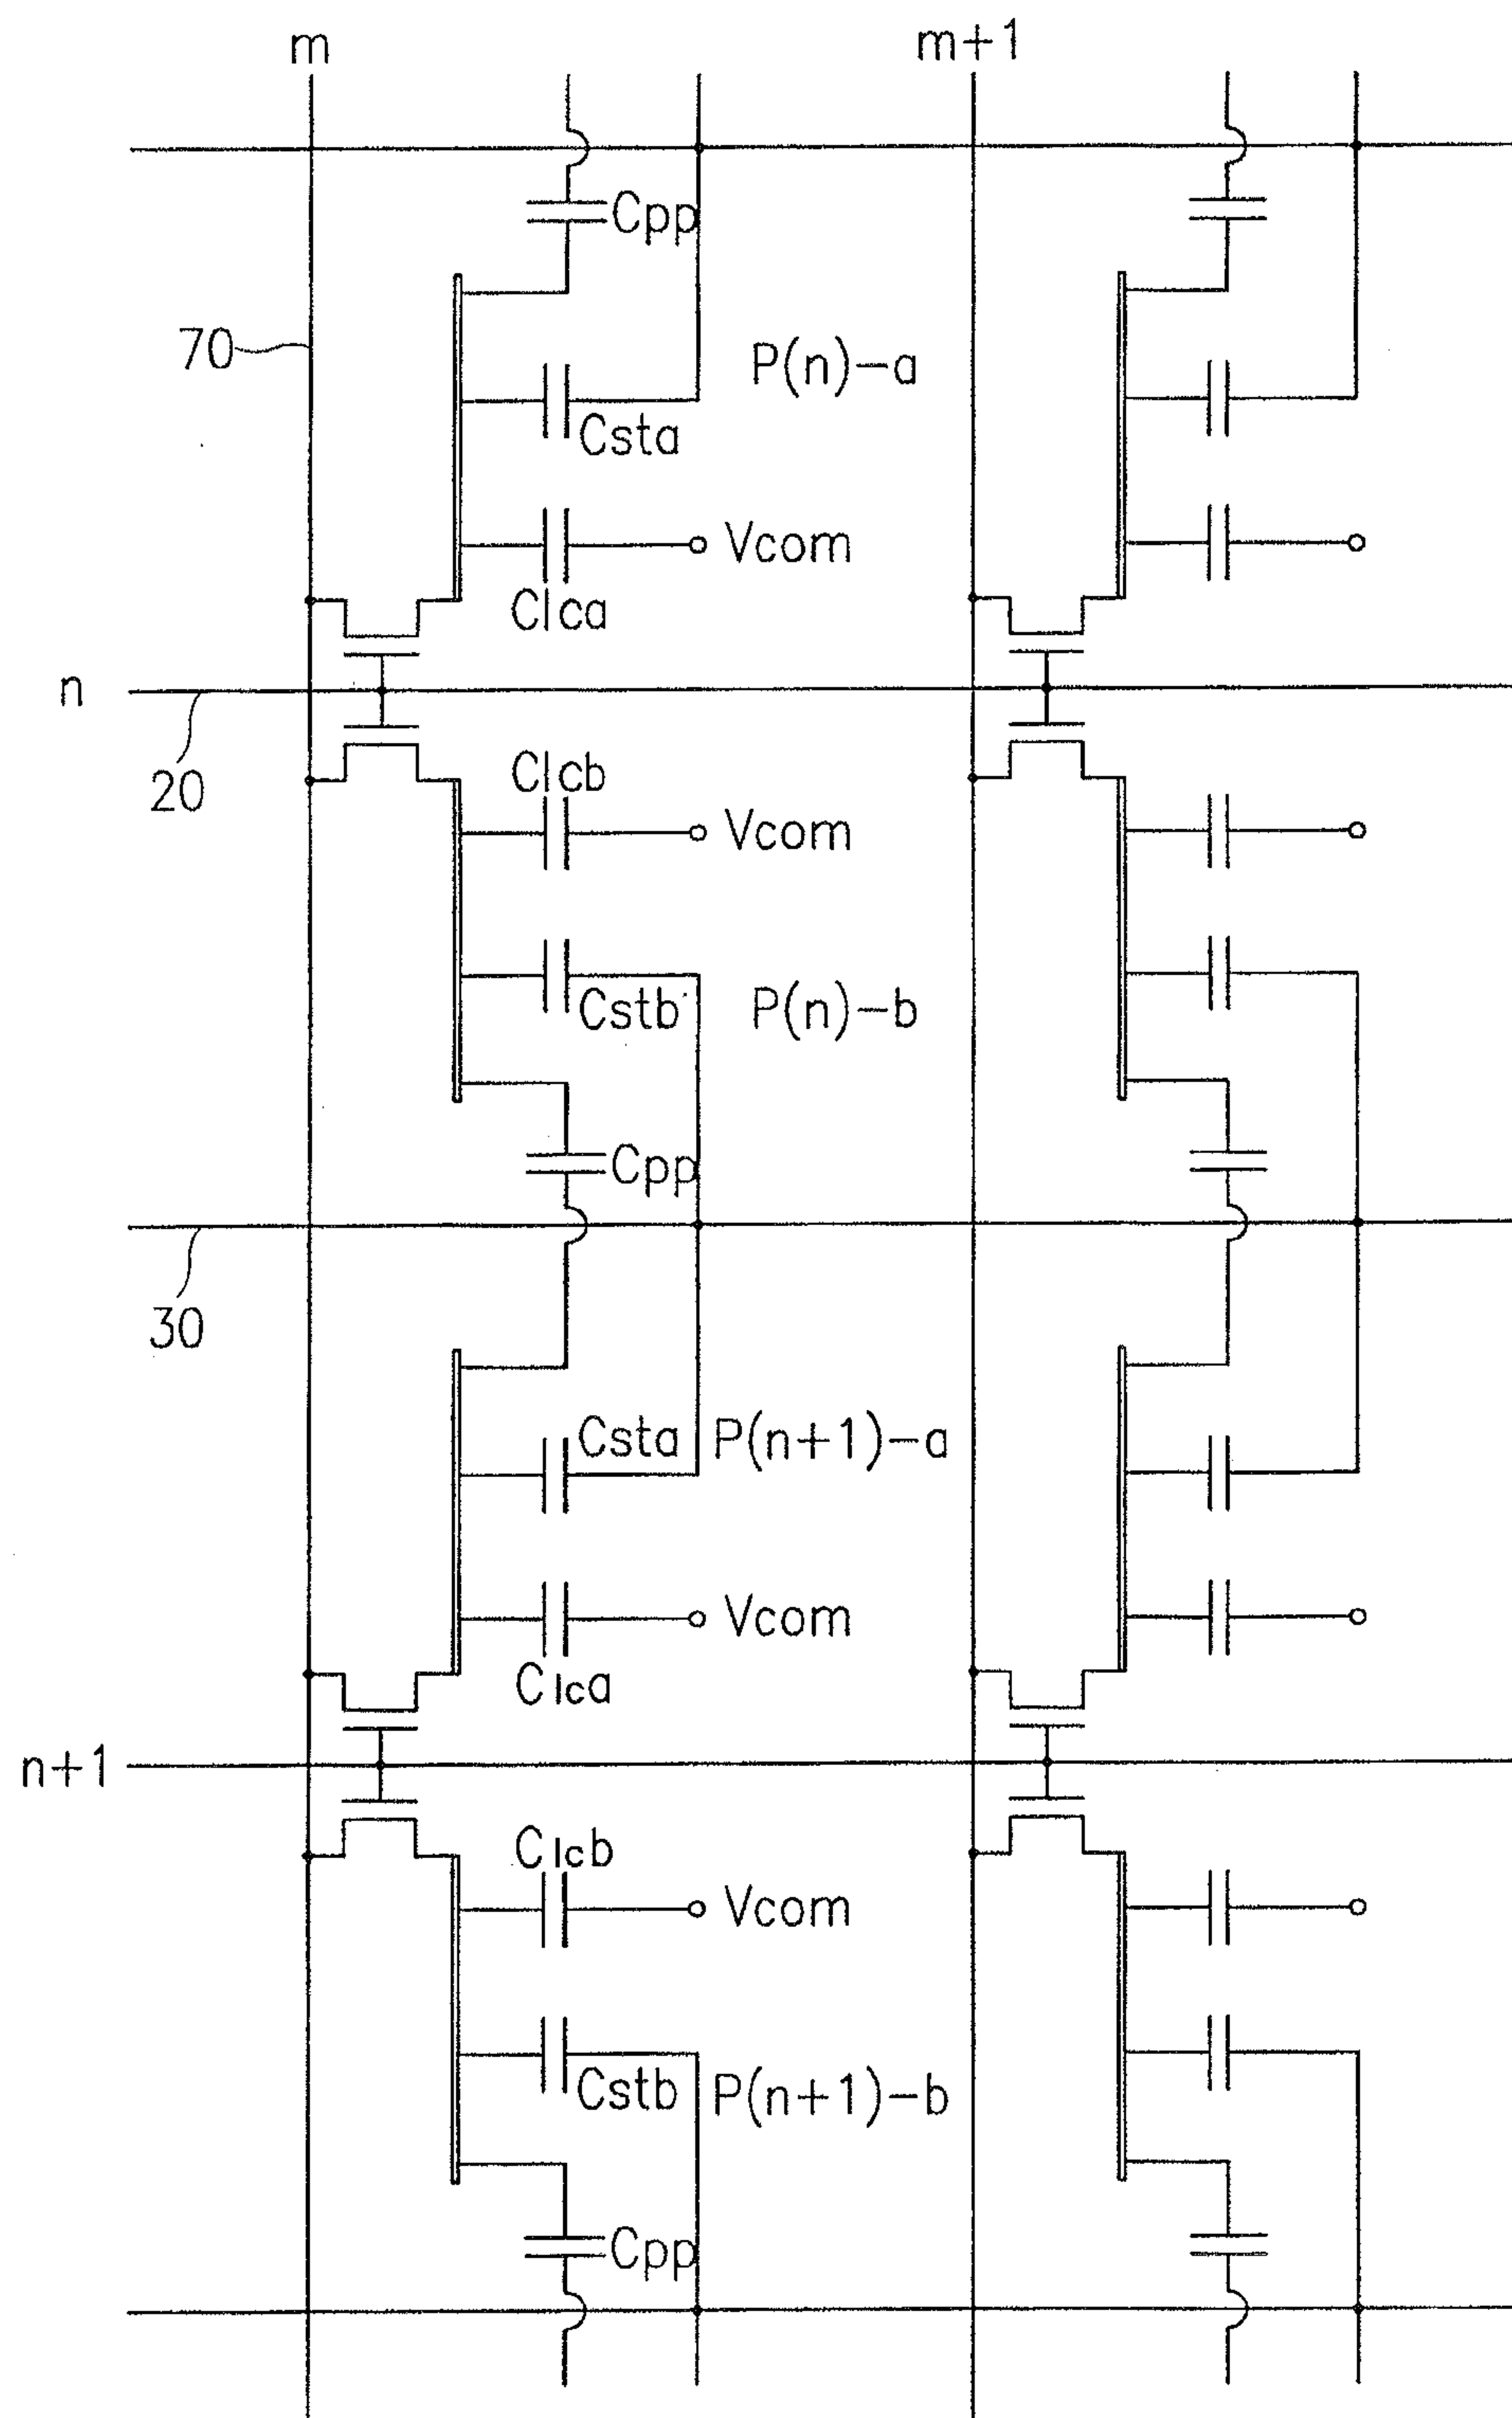 m
m+1
Cpp
70
P(n)-a
Csta
Vcom
Clca
n
20
Clcb
Vcom
Cstb
P(n)-b
Cpp
30
Csta
P(n+1)-a
Vcom
Clca
n+1
Clcb
Vcom
Cstb
P(n+1)-b
Cpp